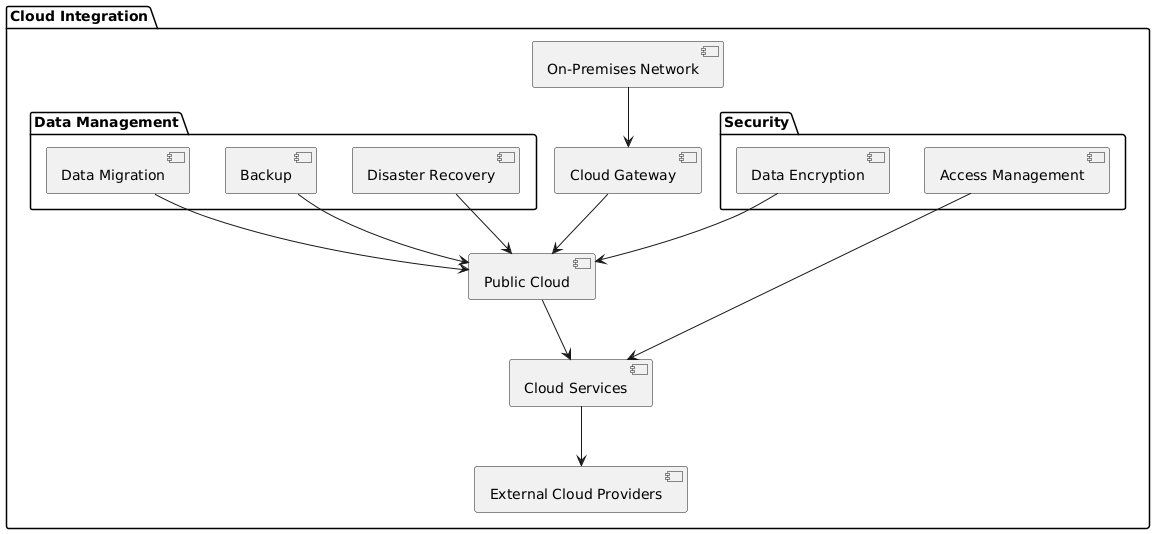 Cloud Integration
On-Premises Network
Data Management
Security
Data Migration
Backup
Disaster Recovery
Cloud Gateway
Data Encryption
Access Management
Public Cloud
Cloud Services
External Cloud Providers